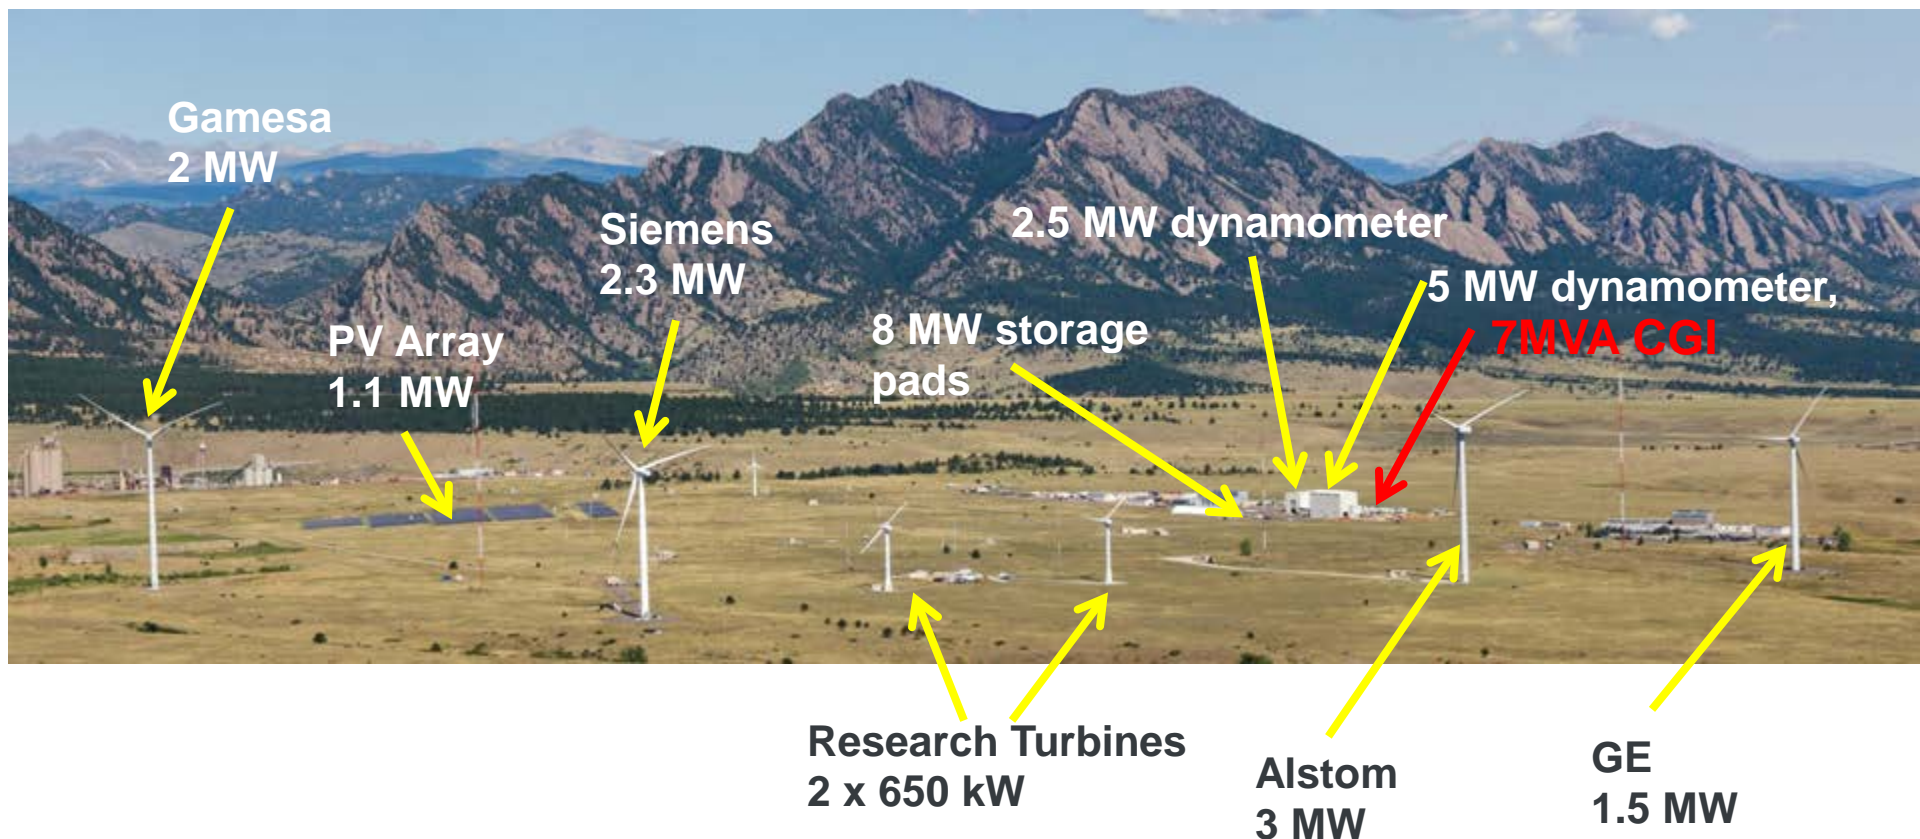 Gamesa
2 MW
Siemens
2.3 MW
2.5 MW dynamometer
5 MW dynamometer,
7MVA CGI
PV Array
1.1 MW
8 MW storage
pads
Research Turbines
2 x 650 kW
Alstom
3 MW
GE
1.5 MW